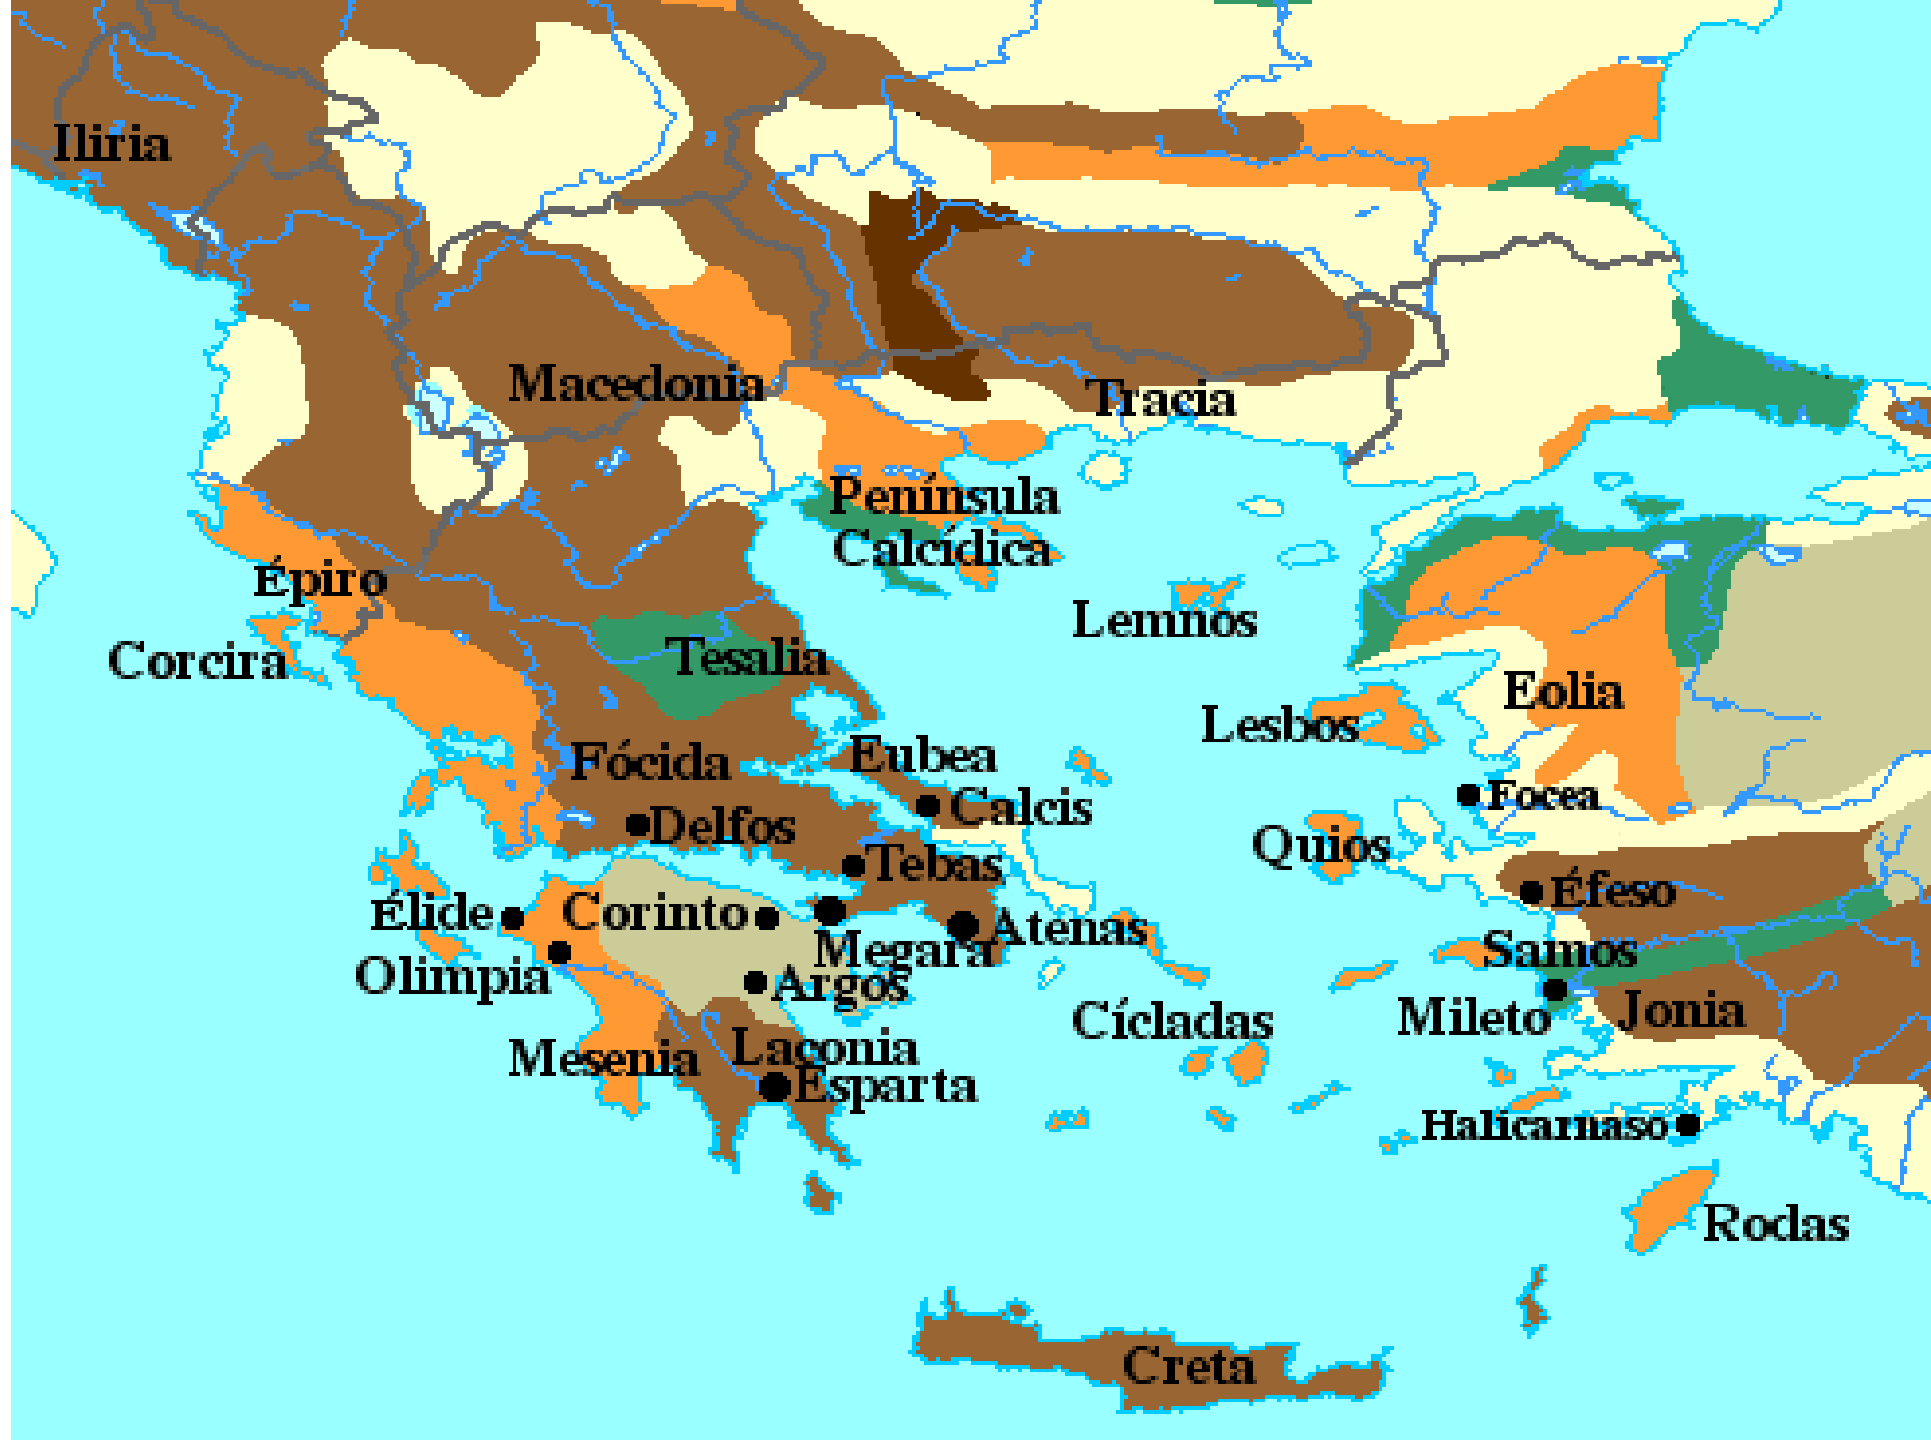 Iliria
Macedonia
Tracia
Península
Calcídica
Épiro
Lemnos
Corcira
Tesalia
Eolia
Lesbos
Fócida
Eubea
Focea
Calcis
Delfos
Quios
Tebas
Éfeso
Élide
Corinto
Atenas
Megara
Samos
Olimpia
Argos
Cícladas
Mileto
Jonia
Laconia
Mesenia
Esparta
Halicarnaso
Rodas
Creta